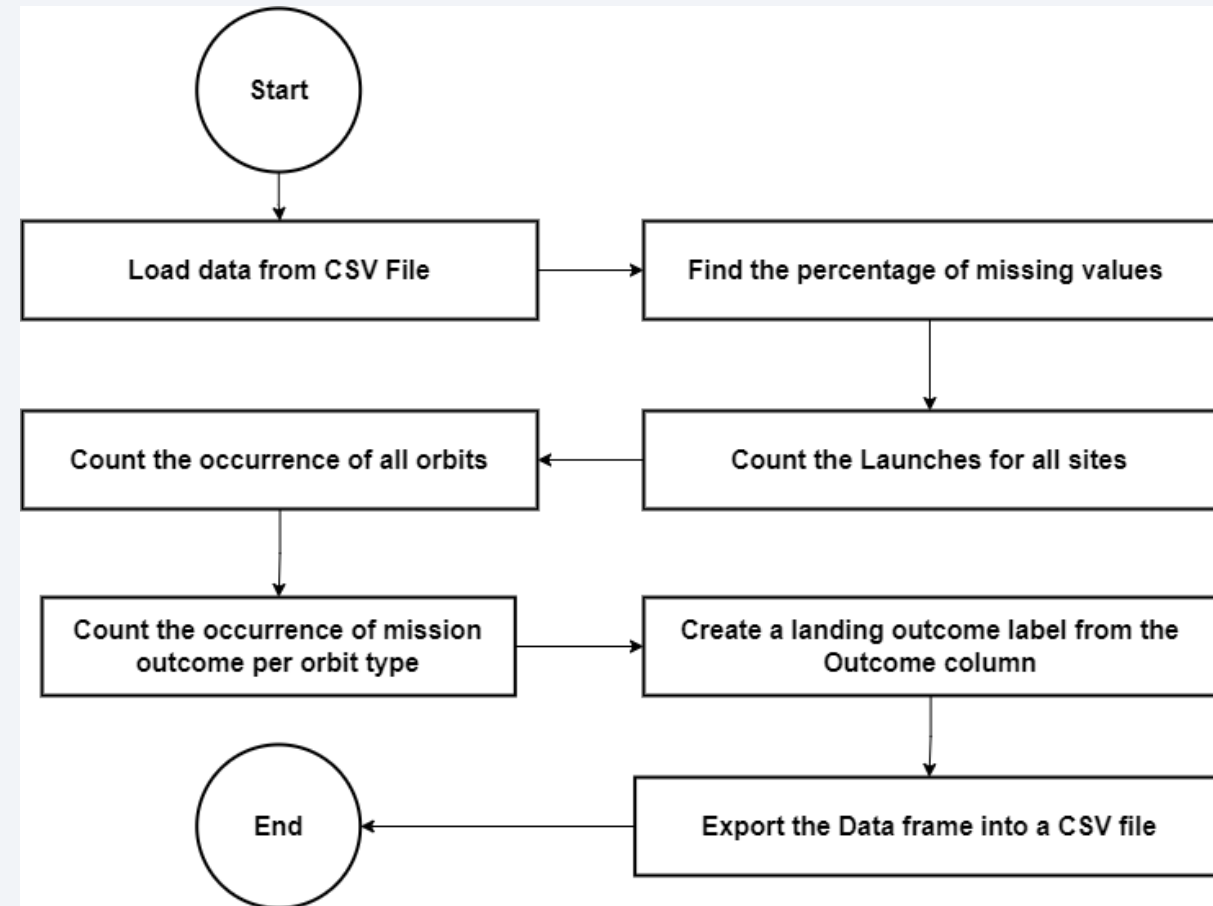 Start
Load data from CSV File
Find the percentage of missing values
Count the Launches for all sites
Count the occurrence of all orbits
Count the occurrence of mission
outcome per orbit type
Create a landing outcome label from the
Outcome column
Export the Data frame into a CSV file
End